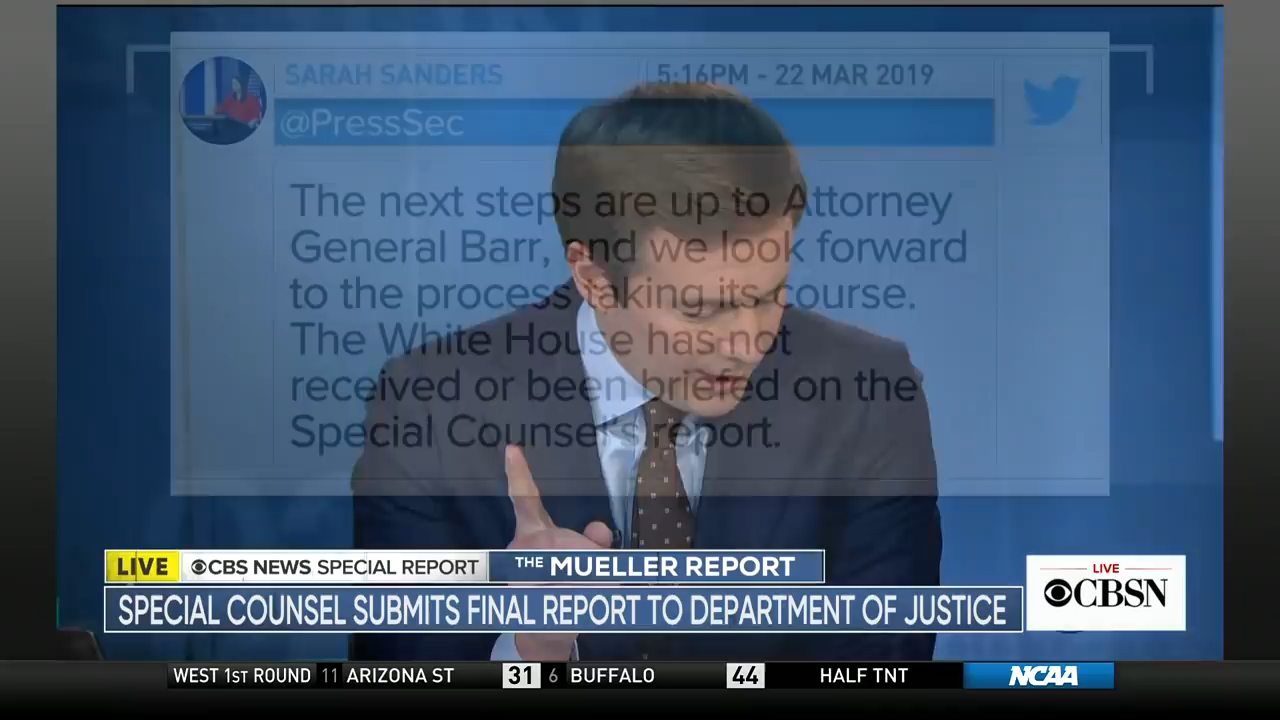 SARAH SANDERS
5:16PM - 22 MAR 2019
@PressSec
The next steps are up to Attorney
General Barr, and we look forward
to the process taking its course.
The White House has not
received or been briefed on the
Special Counsel's report.
LIVE CBS NEWS SPECIAL REPORT THE MUELLER REPORT
SPECIAL COUNSEL SUBMITS FINAL REPORT TO DEPARTMENT OF JUSTICE
LIVE
CBSN
WEST 1ST ROUND 11 ARIZONA ST 31 6 BUFFALO 44 HALF TNT NCAA